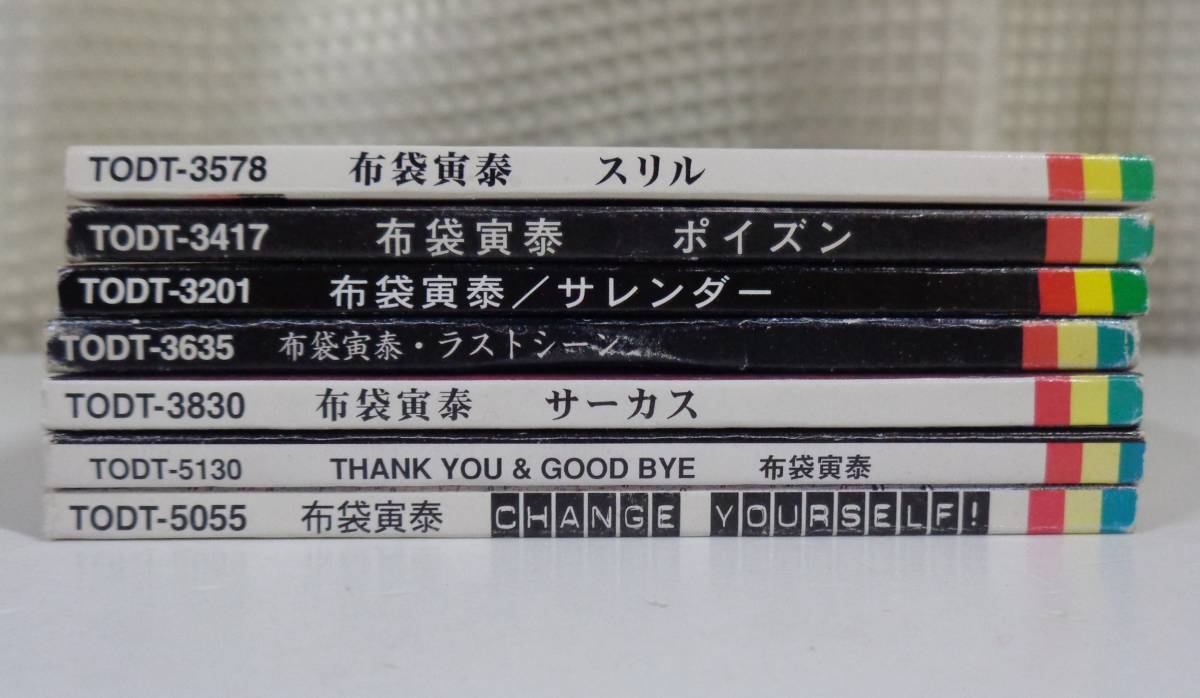 TODT-3578 布袋寅泰 スリル
TODT-3417 布袋寅泰 ポイズン
TODT-3201 布袋寅泰／サレンダー
TODT-3635 布袋寅泰・ラストシーン
TODT-3830 布袋寅泰 サーカス
TODT-5130 THANK YOU & GOOD BYE 布袋寅泰
TODT-5055 布袋寅泰 CHANGE YOURSELF!